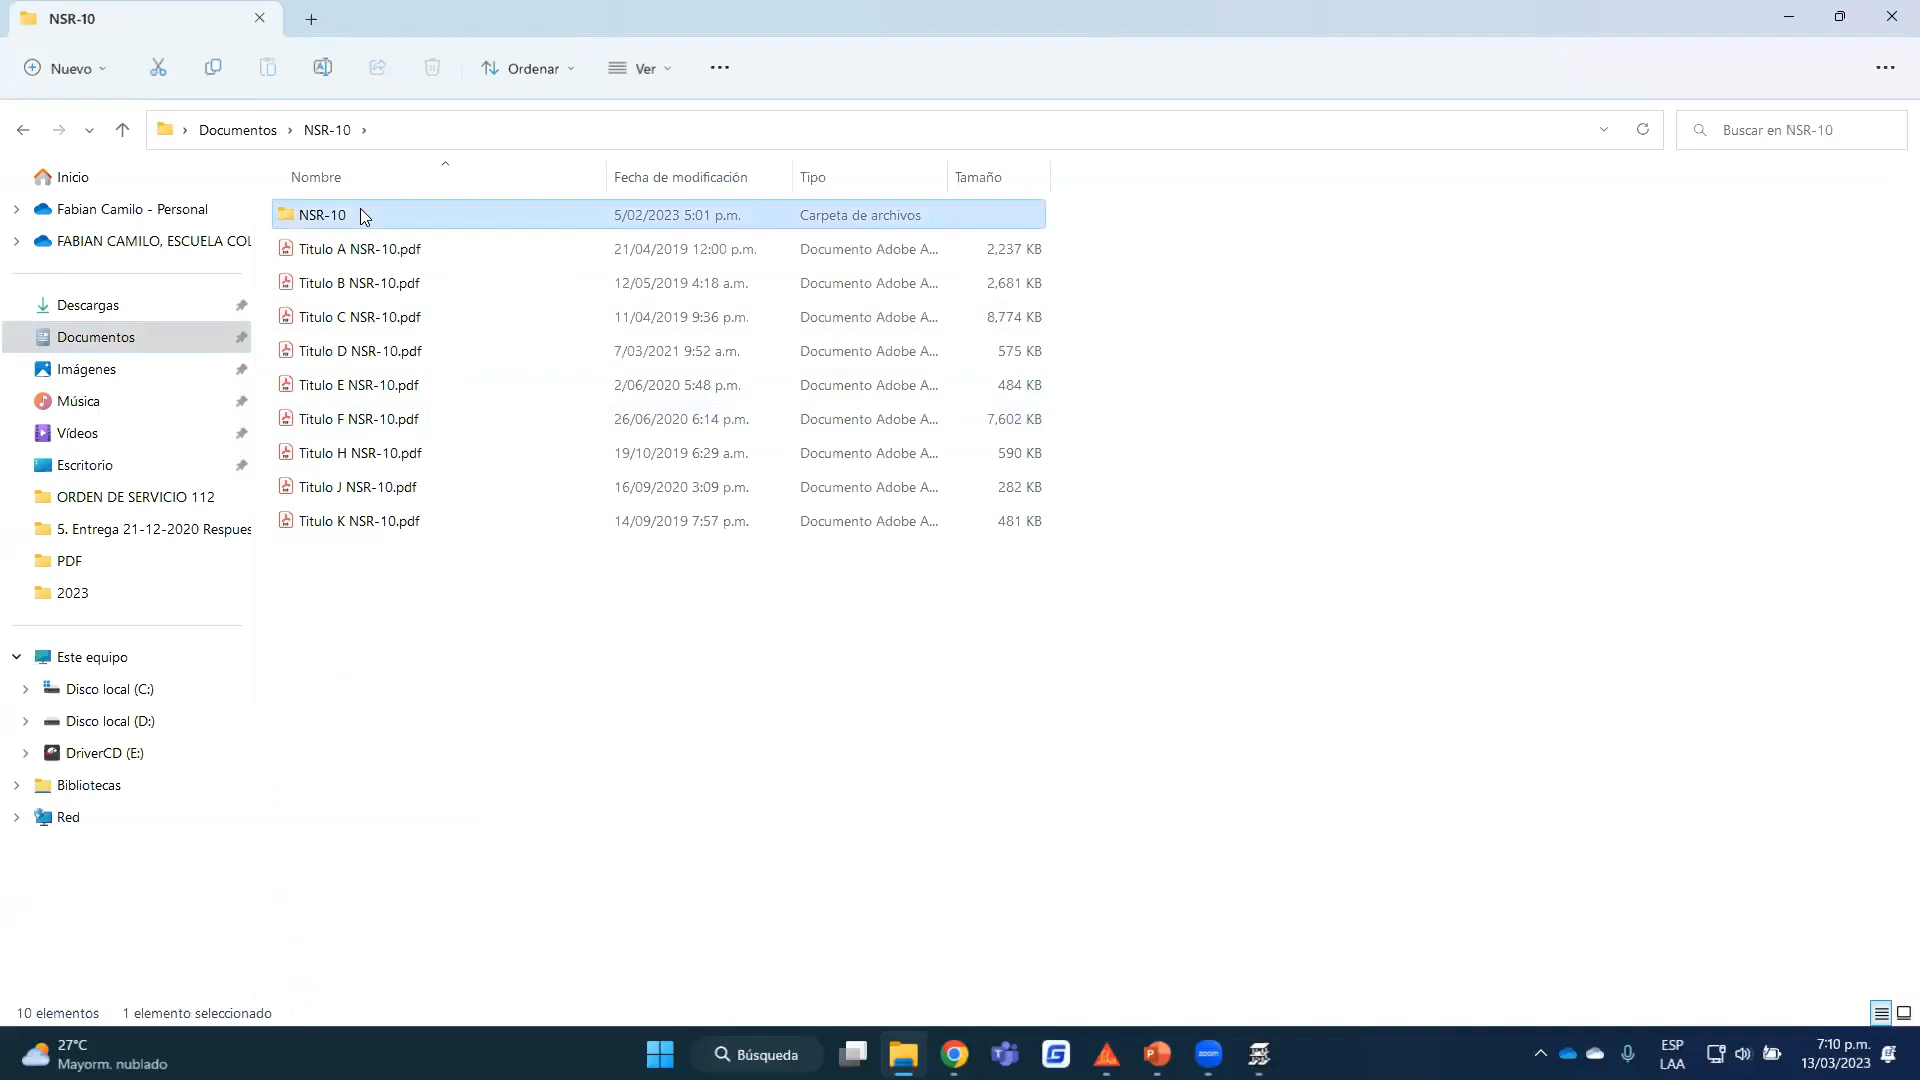 NSR-10
Nuevo
Ordenar
Ver
Documentos
NSR-10
Buscar en NSR-10
Nombre
Fecha de modificación
Tipo
Tamaño
NSR-10 5/02/2023 5:01 p.m. Carpeta de archivos
Titulo A NSR-10.pdf 21/04/2019 12:00 p.m. Documento Adobe A... 2,237 KB
Titulo B NSR-10.pdf 12/05/2019 4:18 a.m. Documento Adobe A... 2,681 KB
Titulo C NSR-10.pdf 11/04/2019 9:36 p.m. Documento Adobe A... 8,774 KB
Titulo D NSR-10.pdf 7/03/2021 9:52 a.m. Documento Adobe A... 575 KB
Titulo E NSR-10.pdf 2/06/2020 5:48 p.m. Documento Adobe A... 484 KB
Titulo F NSR-10.pdf 26/06/2020 6:14 p.m. Documento Adobe A... 7,602 KB
Titulo H NSR-10.pdf 19/10/2019 6:29 a.m. Documento Adobe A... 590 KB
Titulo J NSR-10.pdf 16/09/2020 3:09 p.m. Documento Adobe A... 282 KB
Titulo K NSR-10.pdf 14/09/2019 7:57 p.m. Documento Adobe A... 481 KB
Inicio
Fabian Camilo - Personal
FABIAN CAMILO, ESCUELA COL
Descargas
Documentos
Imágenes
Música
Vídeos
Escritorio
ORDEN DE SERVICIO 112
5. Entrega 21-12-2020 Respues
PDF
2023
Este equipo
Disco local (C:)
Disco local (D:)
DriverCD (E:)
Bibliotecas
Red
10 elementos
1 elemento seleccionado
27°C
Mayorm. nublado
Búsqueda
zoom
ESP
LAA
7:10 p.m.
13/03/2023